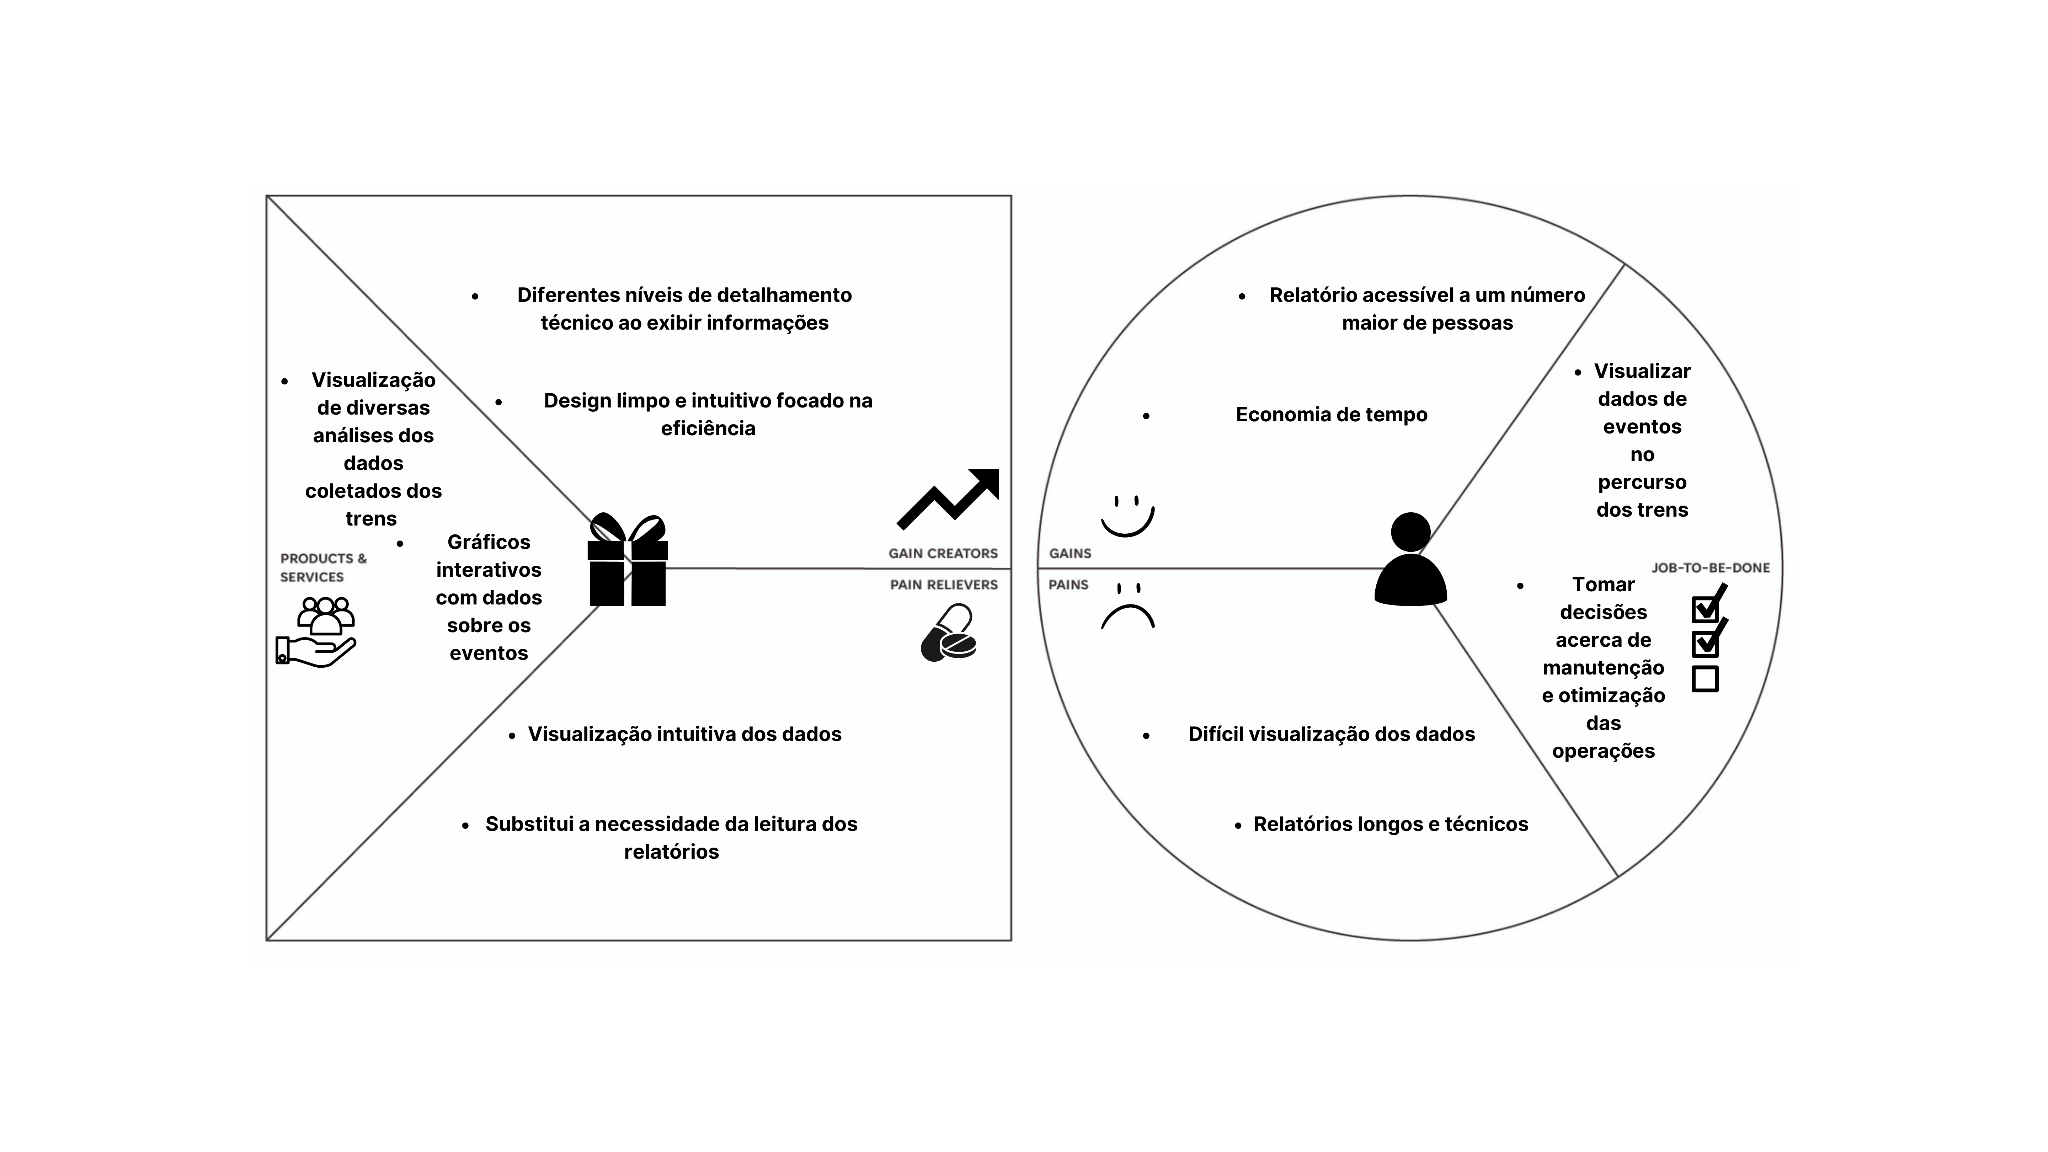 • Diferentes níveis de detalhamento
técnico ao exibir informações
• Design limpo e intuitivo focado na
eficiência
GAIN CREATORS
• Visualização
de diversas
análises dos
dados
coletados dos
trens
• Gráficos
interativos
com dados
sobre os
eventos
PRODUCTS &
SERVICES
PAIN RELIEVERS
• Visualização intuitiva dos dados
• Substitui a necessidade da leitura dos
relatórios
• Relatório acessível a um número
maior de pessoas
• Economia de tempo
GAINS
PAINS
• Difícil visualização dos dados
• Relatórios longos e técnicos
• Visualizar
dados de
eventos
no
percurso
dos trens
JOB-TO-BE-DONE
• Tomar
decisões
acerca de
manutenção
e otimização
das
operações